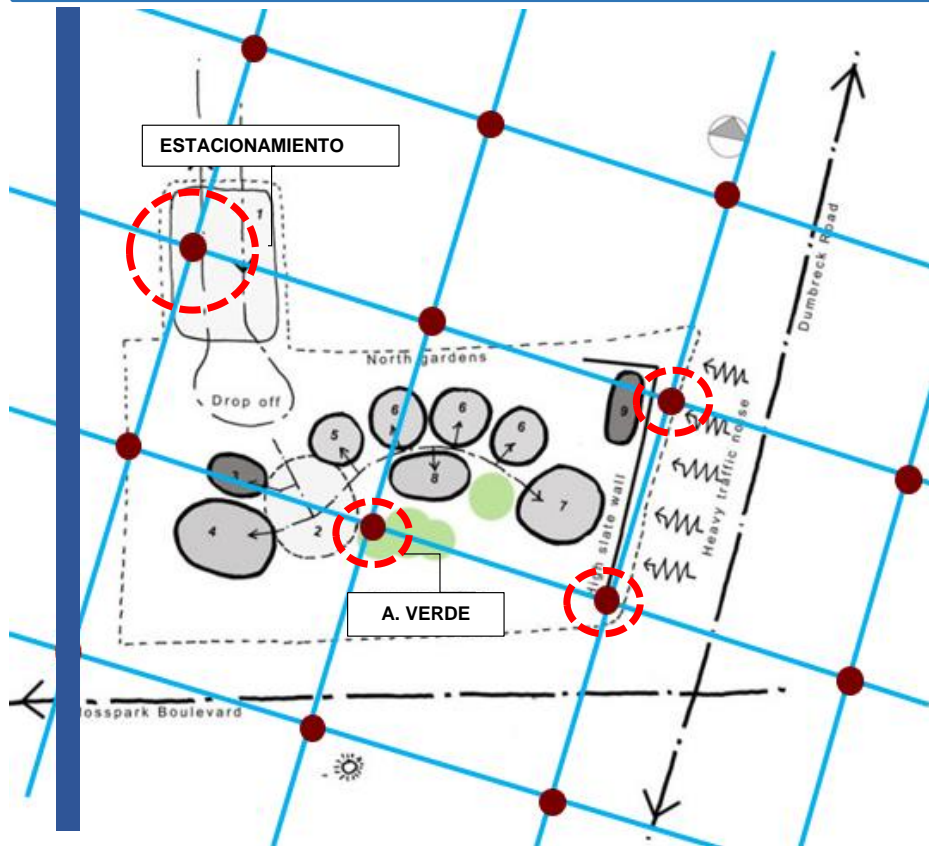 ESTACIONAMIENTO
1
North gardens
Drop off
6
6
5
6
9
3
8
7
4
2
High slate wall
Heavy traffic noise
Dumbreck Road
A. VERDE
losspark Boulevard